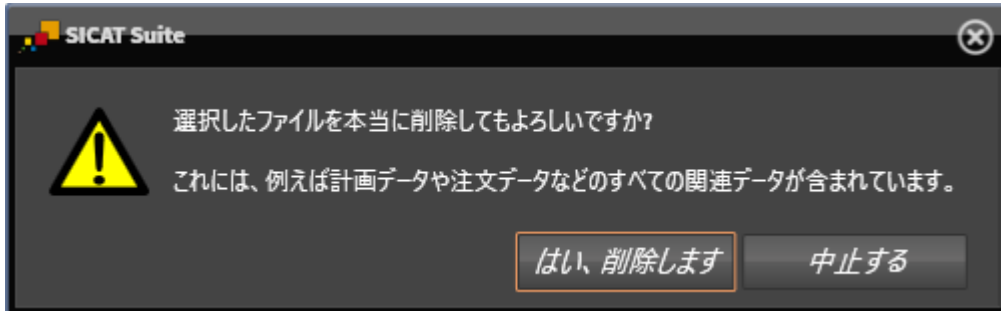 SICAT Suite
選択したファイルを本当に削除してもよろしいですか?
これには、例えば計画データや注文データなどのすべての関連データが含まれています。
はい、削除します 中止する